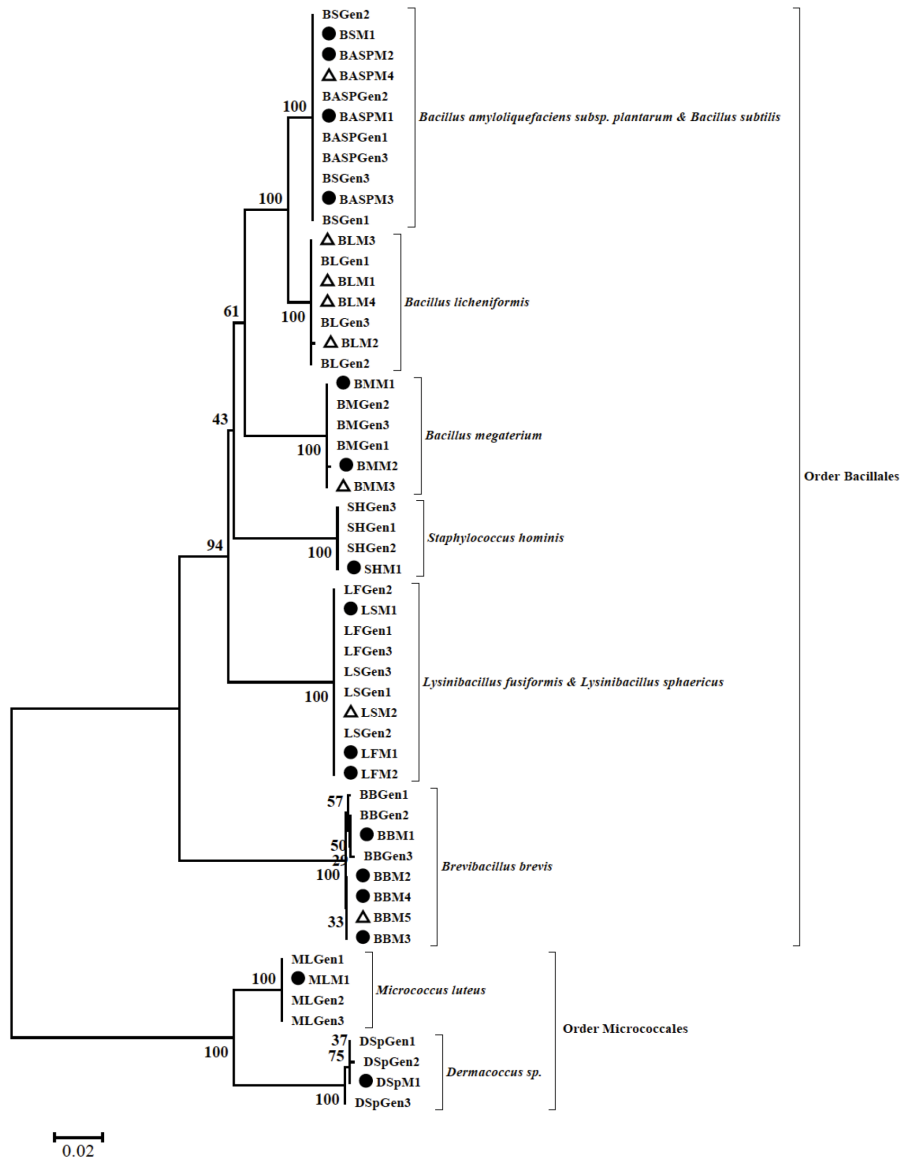 BSGen2
BSM1
BASPM2
BASPM4
BASPGen2
100
BASPM1
Bacillus amyloliquefaciens subsp. plantarum & Bacillus subtilis
BASPGen1
BASPGen3
BSGen3
100
BASPM3
BSGen1
BLM3
BLGen1
BLM1
BLM4
Bacillus licheniformis
100
BLGen3
61
BLM2
BLGen2
BMM1
BMGen2
43
BMGen3
Bacillus megaterium
BMGen1
100
BMM2
BMM3
Order Bacillales
SHGen3
SHGen1
Staphylococcus hominis
94
100
SHGen2
SHM1
LFGen2
LSM1
LFGen1
LFGen3
LSGen3
Lysinibacillus fusiformis & Lysinibacillus sphaericus
100
LSGen1
LSM2
LSGen2
LFM1
LFM2
57
BBGen1
BBGen2
BBM1
50
BBGen3
29
Brevibacillus brevis
100
BBM2
BBM4
33
BBM5
BBM3
MLGen1
100
MLM1
Micrococcus luteus
MLGen2
MLGen3
Order Micrococcales
100
37
DSpGen1
75
DSpGen2
Dermacoccus sp.
DSpM1
100
DSpGen3
0.02